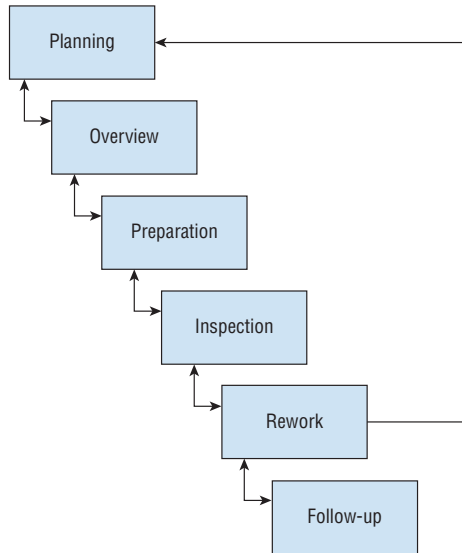 Planning
Overview
Preparation
Inspection
Rework
Follow-up